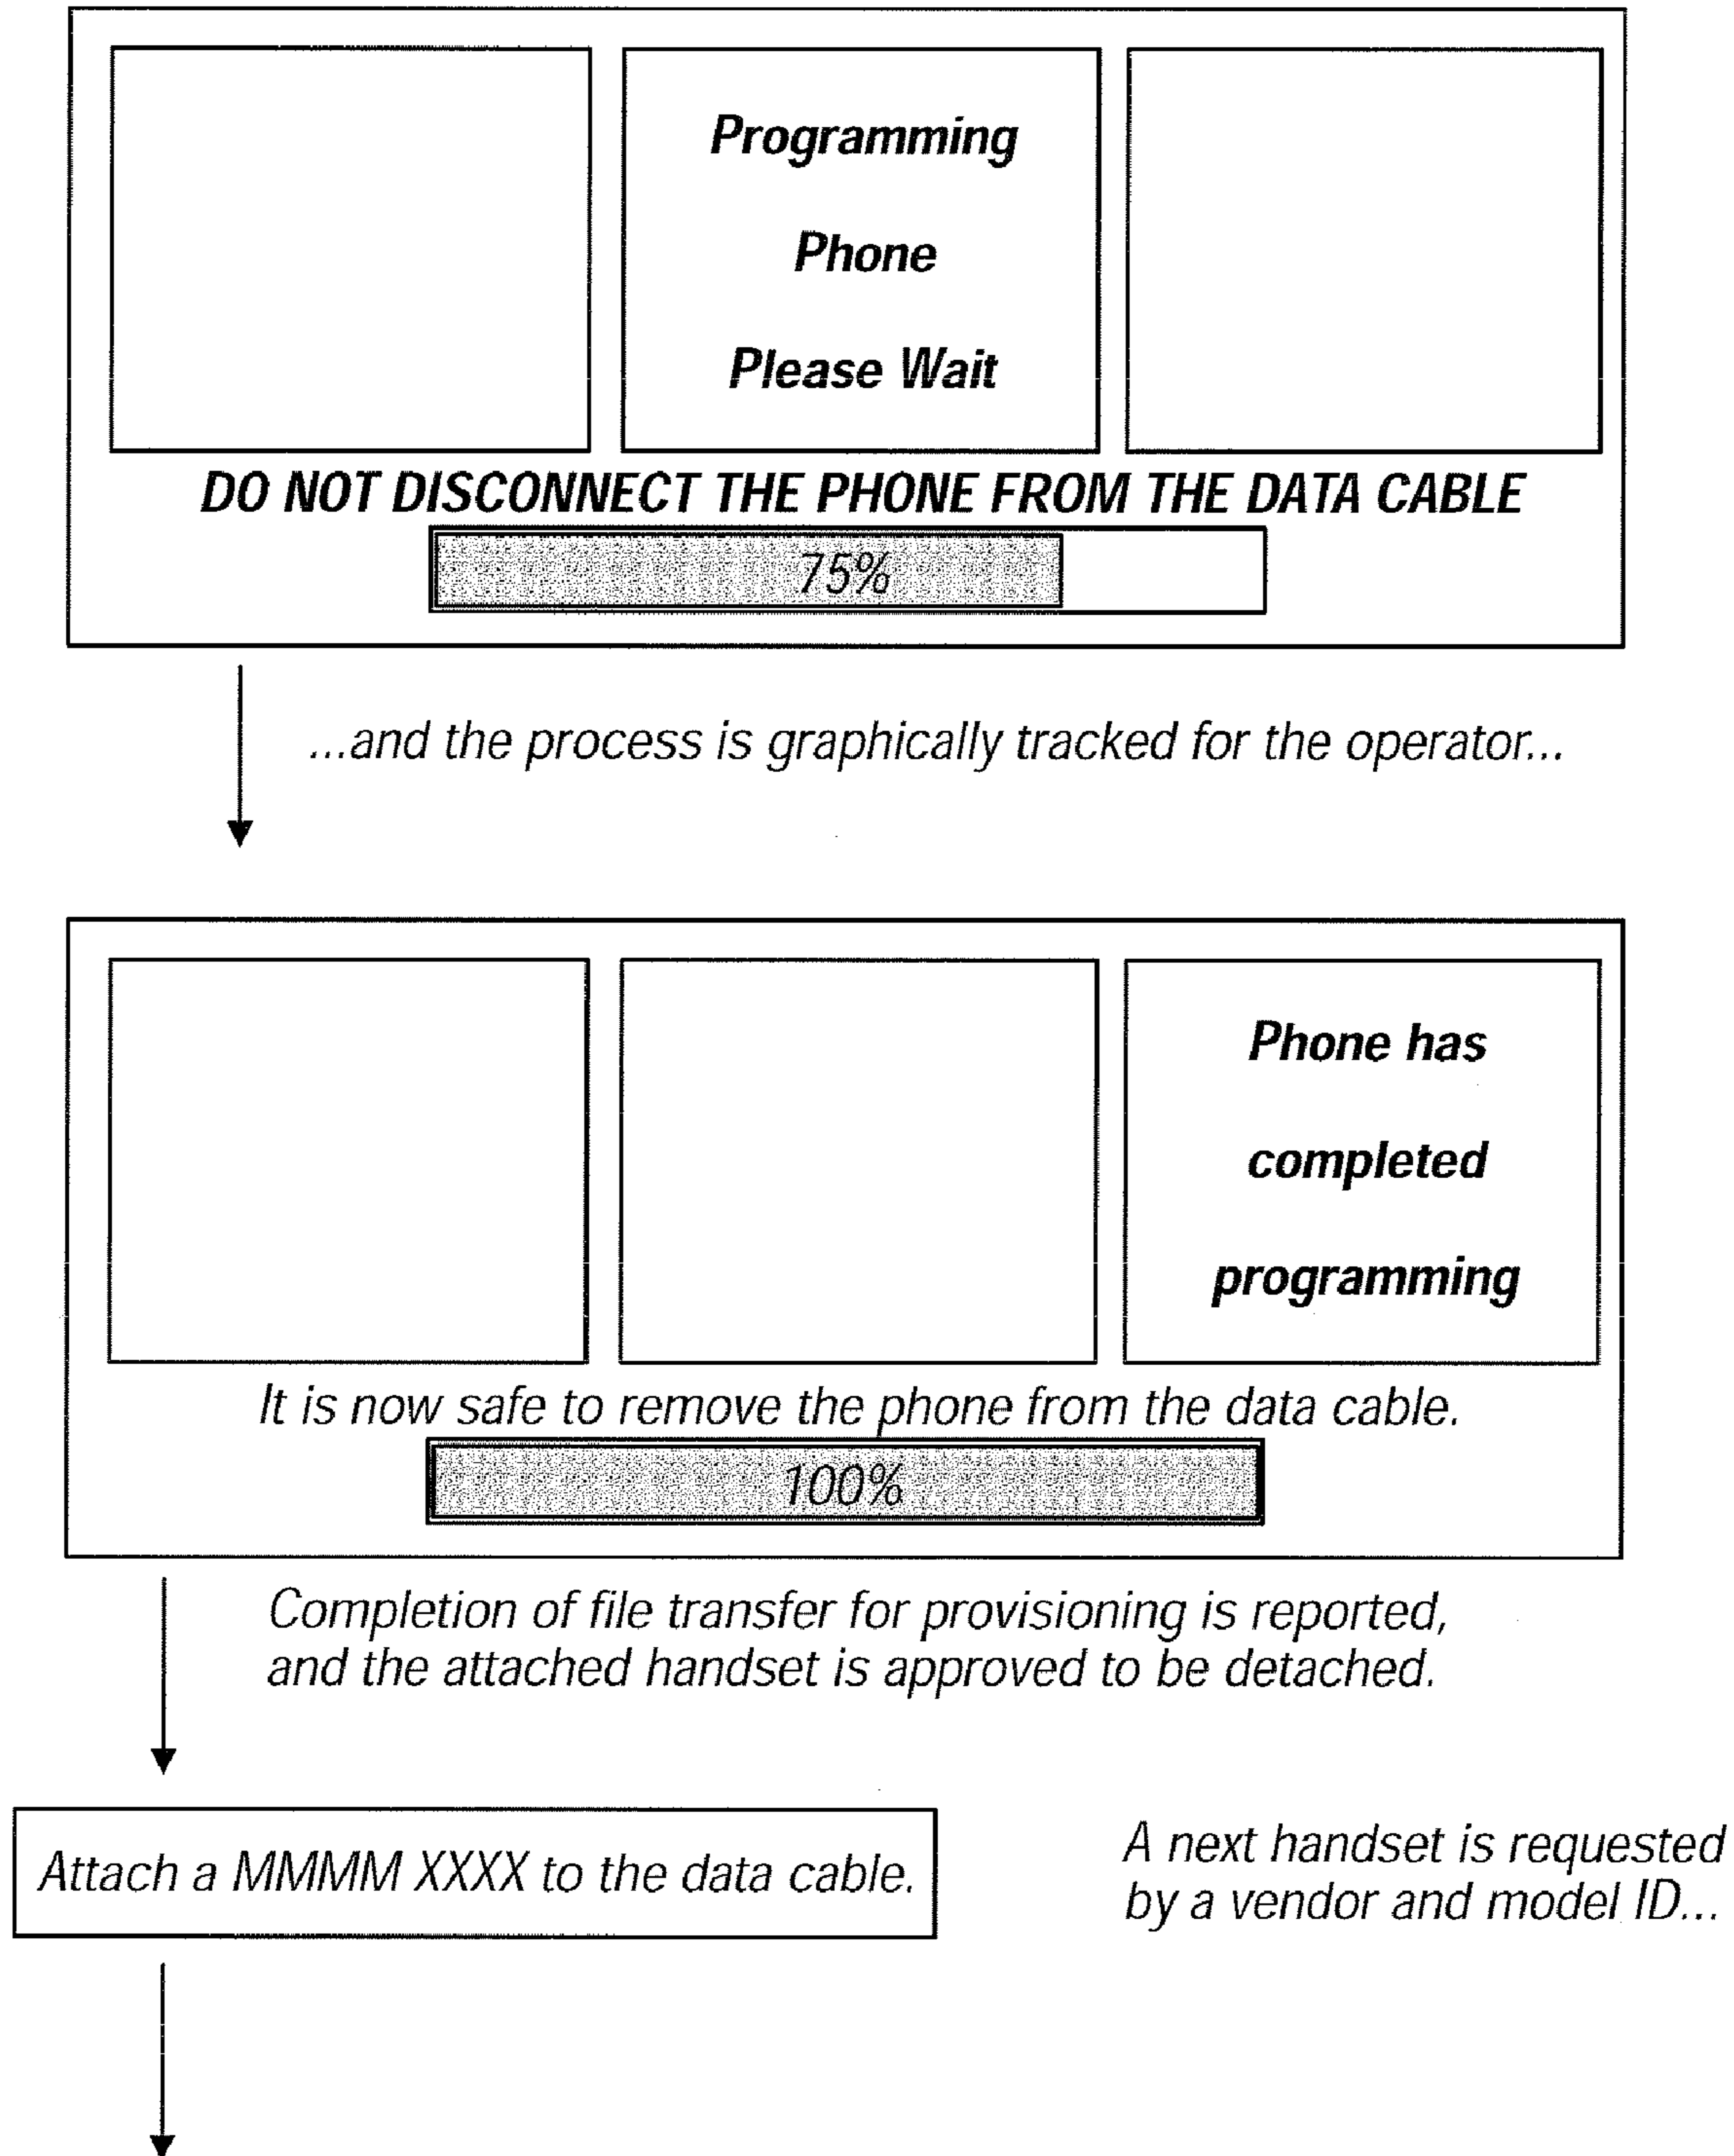 Programming
Phone
Please Wait
DO NOT DISCONNECT THE PHONE FROM THE DATA CABLE
75%
...and the process is graphically tracked for the operator...
Phone has
completed
programming
It is now safe to remove the phone from the data cable.
100%
Completion of file transfer for provisioning is reported,
and the attached handset is approved to be detached.
Attach a MMMM XXXX to the data cable.
A next handset is requested
by a vendor and model ID...